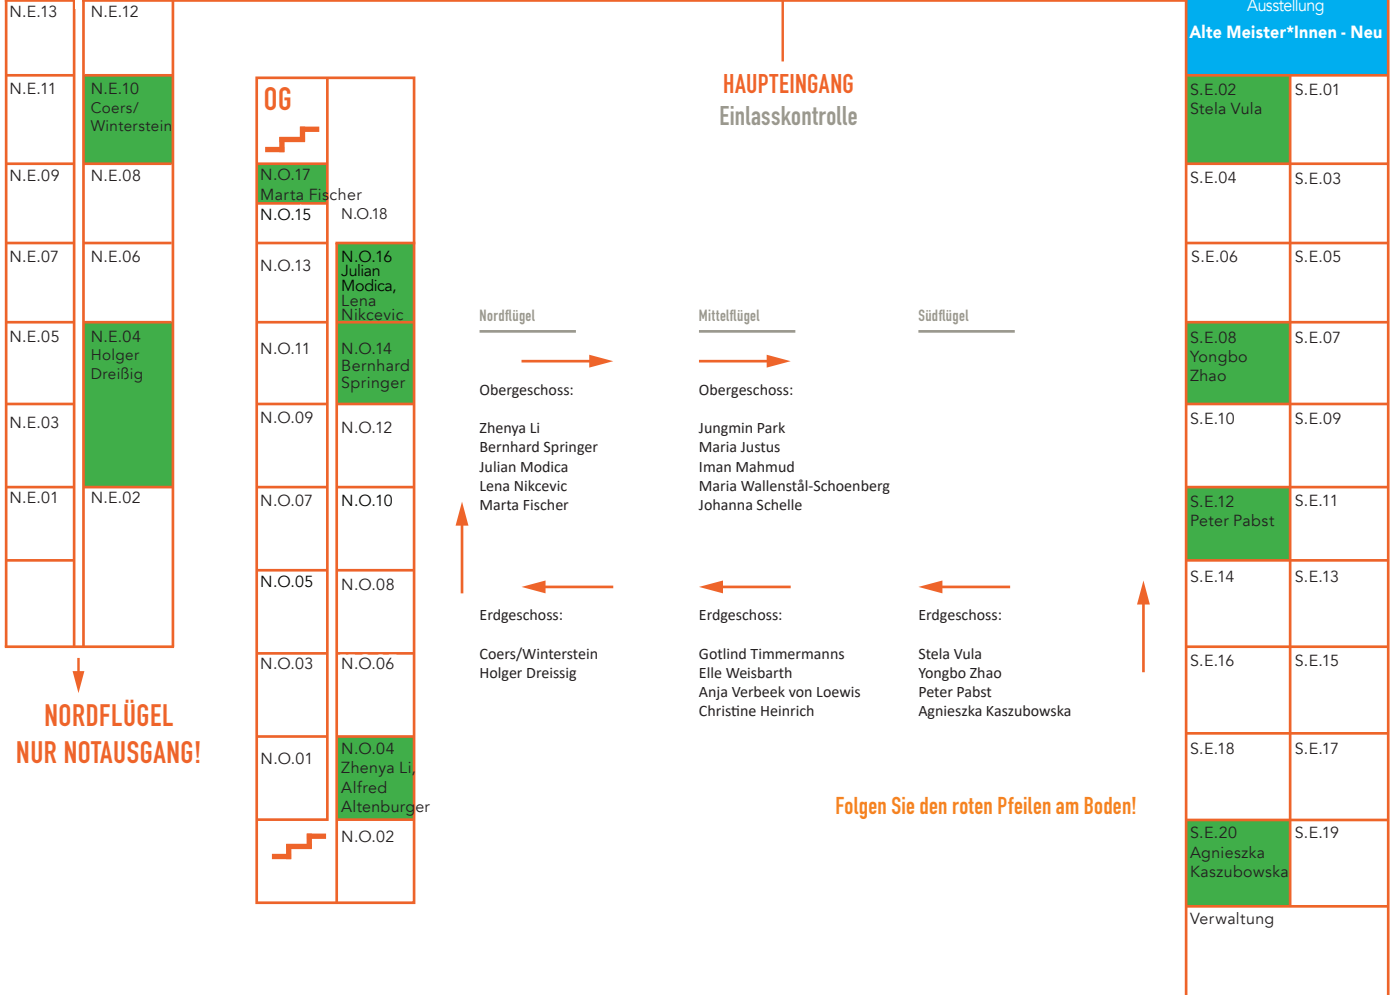 N.E.13
N.E.12
N.E.11
N.E.10
Coers/
Winterstein
N.E.09
N.E.08
N.E.07
N.E.06
N.E.05
N.E.04
Holger
Dreißig
N.E.03
N.E.01
N.E.02
NORDFLÜGEL
NUR NOTAUSGANG!
OG
N.O.17
Marta Fischer
N.O.15
N.O.18
N.O.13
N.O.16
Julian
Modica,
Lena
Nikcevic
N.O.11
N.O.14
Bernhard
Springer
N.O.09
N.O.12
N.O.07
N.O.10
N.O.05
N.O.08
N.O.03
N.O.06
N.O.01
N.O.04
Zhenya Li,
Alfred
Altenburger
N.O.02
HAUPTEINGANG
Einlasskontrolle
Nordflügel
Obergeschoss:
Zhenya Li
Bernhard Springer
Julian Modica
Lena Nikcevic
Marta Fischer
Erdgeschoss:
Coers/Winterstein
Holger Dreissig
Mittelflügel
Obergeschoss:
Jungmin Park
Maria Justus
Iman Mahmud
Maria Wallenstål-Schoenberg
Johanna Schelle
Erdgeschoss:
Gotlind Timmermanns
Elle Weisbarth
Anja Verbeek von Loewis
Christine Heinrich
Südflügel
Erdgeschoss:
Stela Vula
Yongbo Zhao
Peter Pabst
Agnieszka Kaszubowska
Folgen Sie den roten Pfeilen am Boden!
Ausstellung
Alte Meister*Innen - Neu
S.E.02
Stela Vula
S.E.01
S.E.04
S.E.03
S.E.06
S.E.05
S.E.08
Yongbo
Zhao
S.E.07
S.E.10
S.E.09
S.E.12
Peter Pabst
S.E.11
S.E.14
S.E.13
S.E.16
S.E.15
S.E.18
S.E.17
S.E.20
Agnieszka
Kaszubowska
S.E.19
Verwaltung